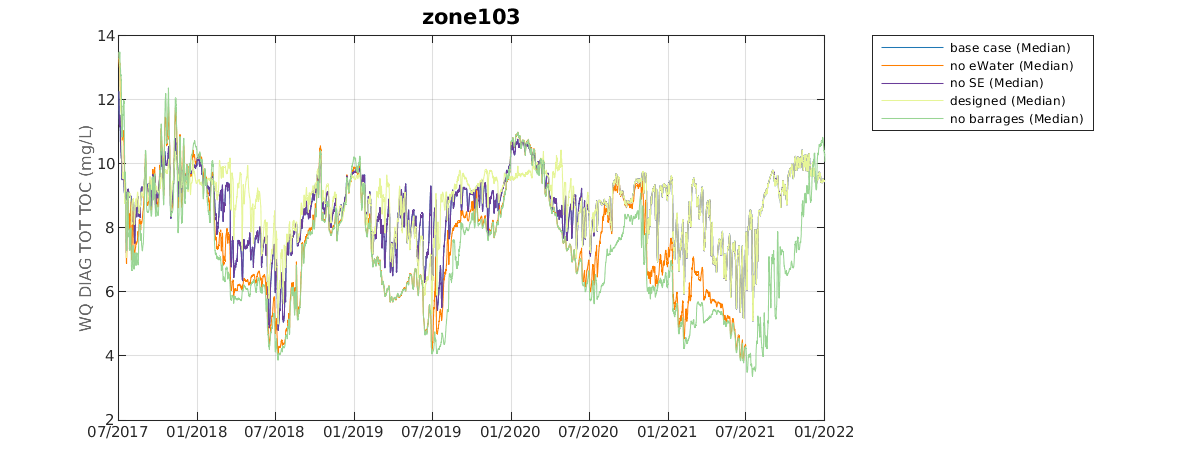 zone103
WQ DIAG TOT TOC (mg/L)
14
12
10
8
6
4
2
07/2017 01/2018 07/2018 01/2019 07/2019 01/2020 07/2020 01/2021 07/2021 01/2022
base case (Median)
no eWater (Median)
no SE (Median)
designed (Median)
no barrages (Median)